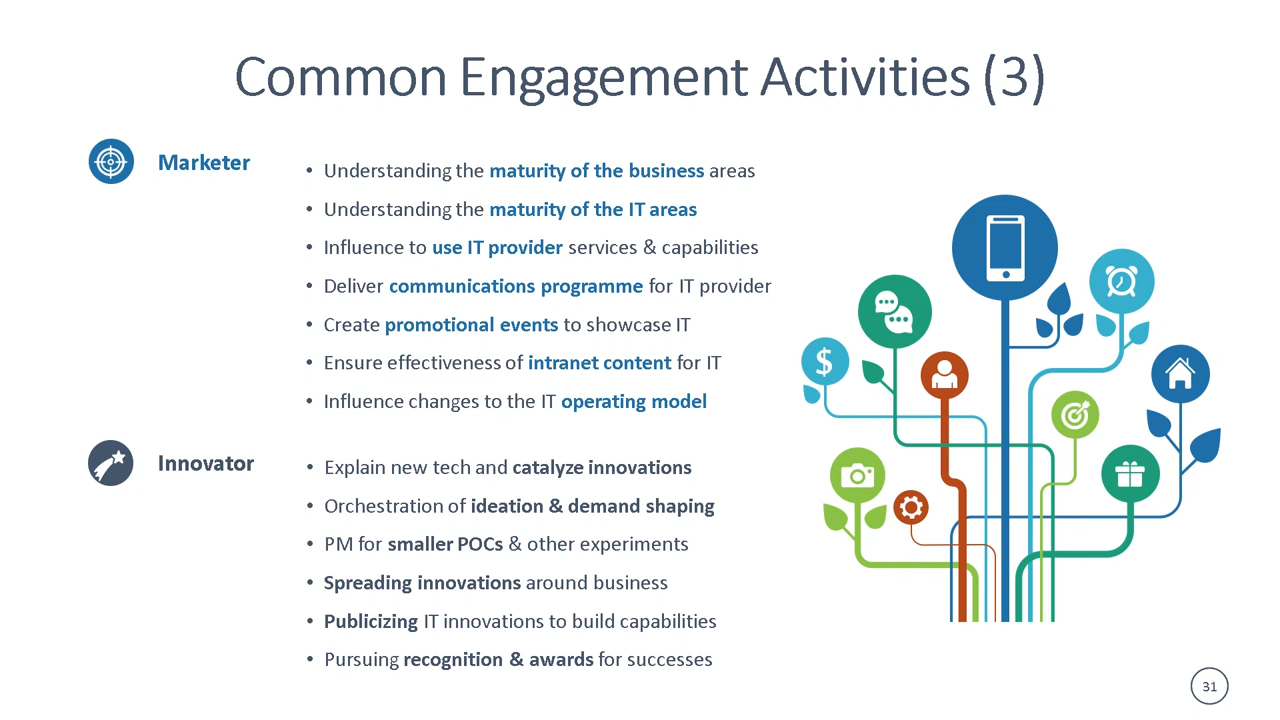 Common Engagement Activities (3)
Marketer
• Understanding the maturity of the business areas
• Understanding the maturity of the IT areas
• Influence to use IT provider services & capabilities
• Deliver communications programme for IT provider
• Create promotional events to showcase IT
• Ensure effectiveness of intranet content for IT
• Influence changes to the IT operating model
Innovator
• Explain new tech and catalyze innovations
• Orchestration of ideation & demand shaping
• PM for smaller POCs & other experiments
• Spreading innovations around business
• Publicizing IT innovations to build capabilities
• Pursuing recognition & awards for successes
$
31